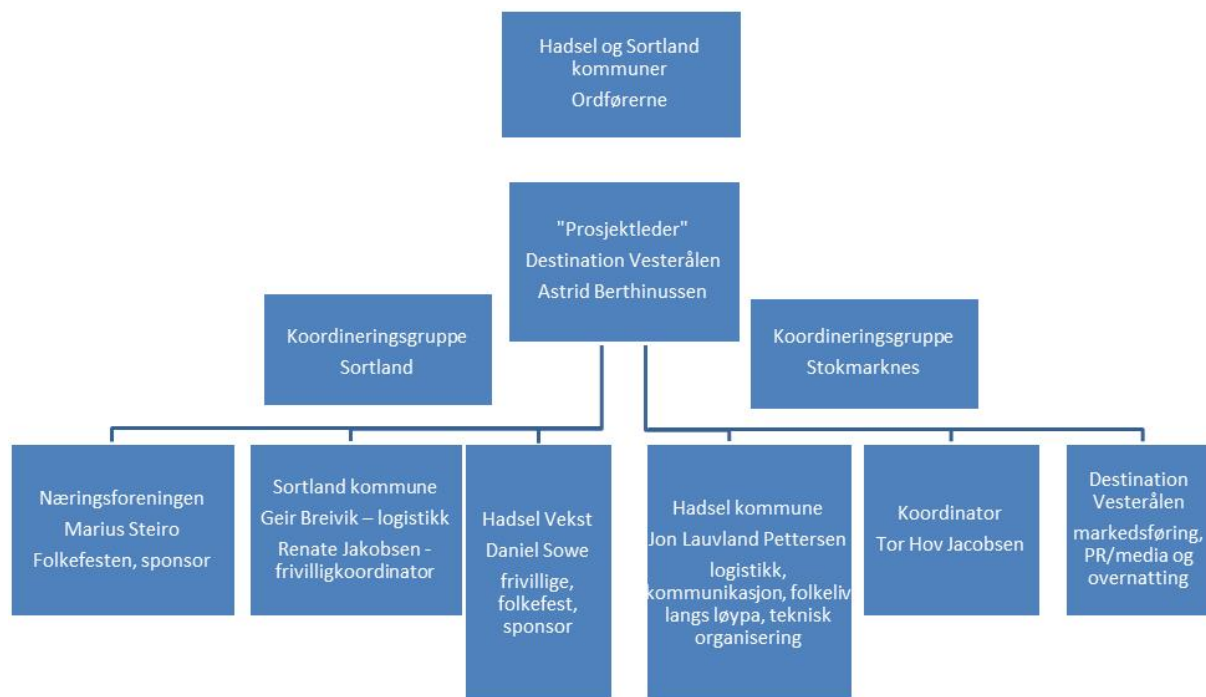 Hadsel og Sortland
kommuner
Ordførerne
"Prosjektleder"
Destination Vesterålen
Astrid Berthinussen
Koordineringsgruppe
Sortland
Koordineringsgruppe
Stokmarknes
Næringsforeningen
Marius Steiro
Folkefesten, sponsor
Sortland kommune
Geir Breivik – logistikk
Renate Jakobsen -
frivilligkoordinator
Hadsel Vekst
Daniel Sowe
frivillige,
folkefest,
sponsor
Hadsel kommune
Jon Lauvland Pettersen
logistikk,
kommunikasjon, folkeliv
langs løypa, teknisk
organisering
Koordinator
Tor Hov Jacobsen
Destination
Vesterålen
markedsføring,
PR/media og
overnatting